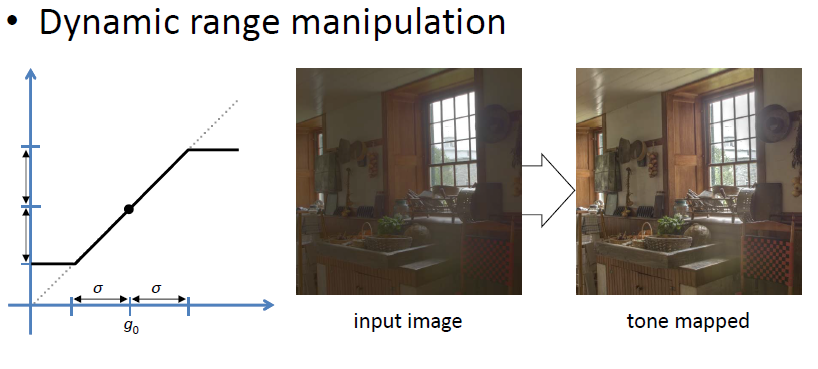 • Dynamic range manipulation
σ σ
g₀
input image
tone mapped